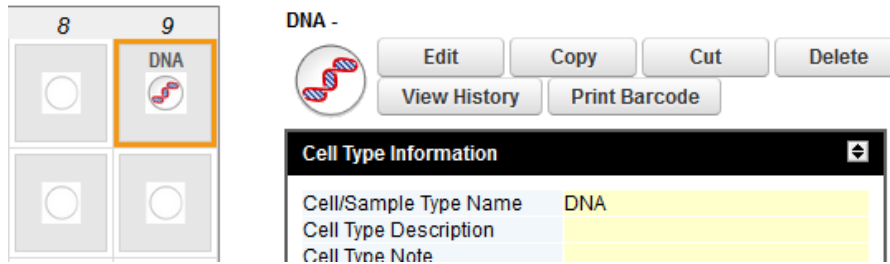 8 9
DNA
DNA -
Edit Copy Cut Delete
View History Print Barcode
Cell Type Information
Cell/Sample Type Name DNA
Cell Type Description
Cell Type Note